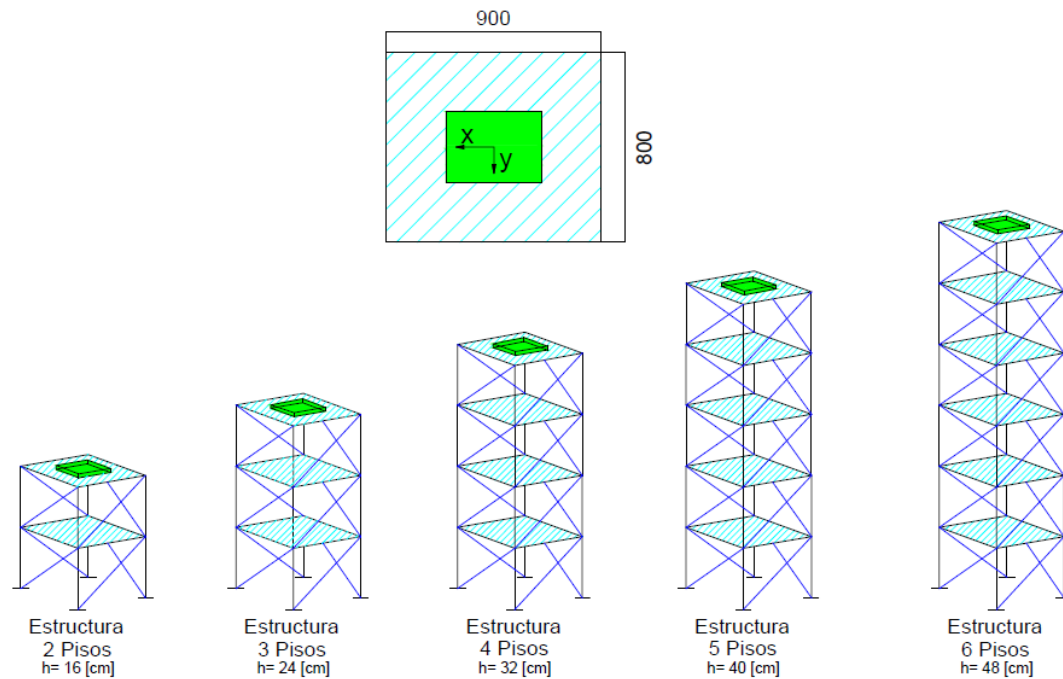 900
800
x
y
Estructura
2 Pisos
h= 16 [cm]
Estructura
3 Pisos
h= 24 [cm]
Estructura
4 Pisos
h= 32 [cm]
Estructura
5 Pisos
h= 40 [cm]
Estructura
6 Pisos
h= 48 [cm]